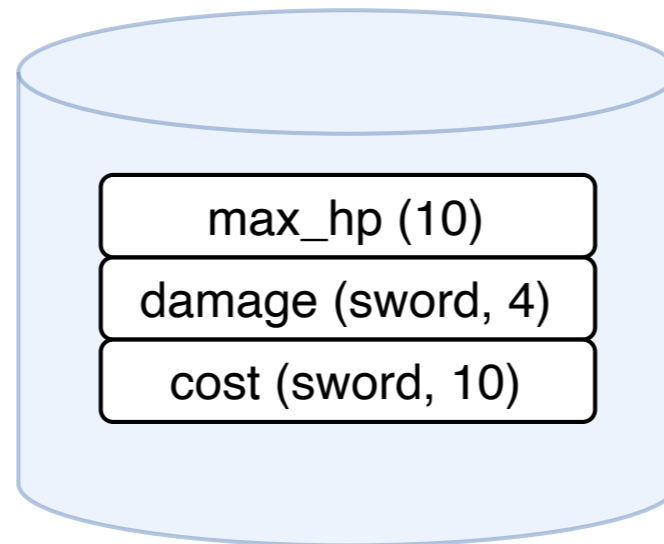 max_hp (10)
damage (sword, 4)
cost (sword, 10)